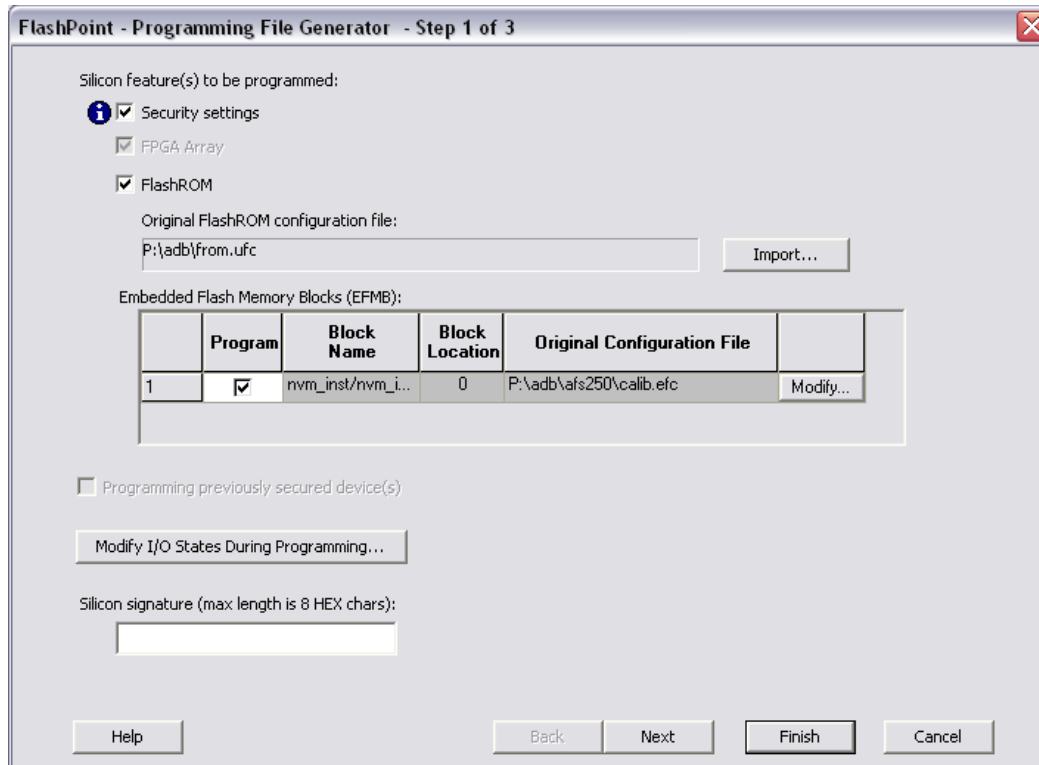 FlashPoint - Programming File Generator - Step 1 of 3
Silicon feature(s) to be programmed:
Security settings
FPGA Array
FlashROM
Original FlashROM configuration file:
P:\adb\from.ufc
Import...
Embedded Flash Memory Blocks (EFMB):
Program Block Name Block Location Original Configuration File
1 nvm_inst/nvm_i... 0 P:\adb\afs250\calib.efc Modify...
Programming previously secured device(s)
Modify I/O States During Programming...
Silicon signature (max length is 8 HEX chars):
Help Back Next Finish Cancel